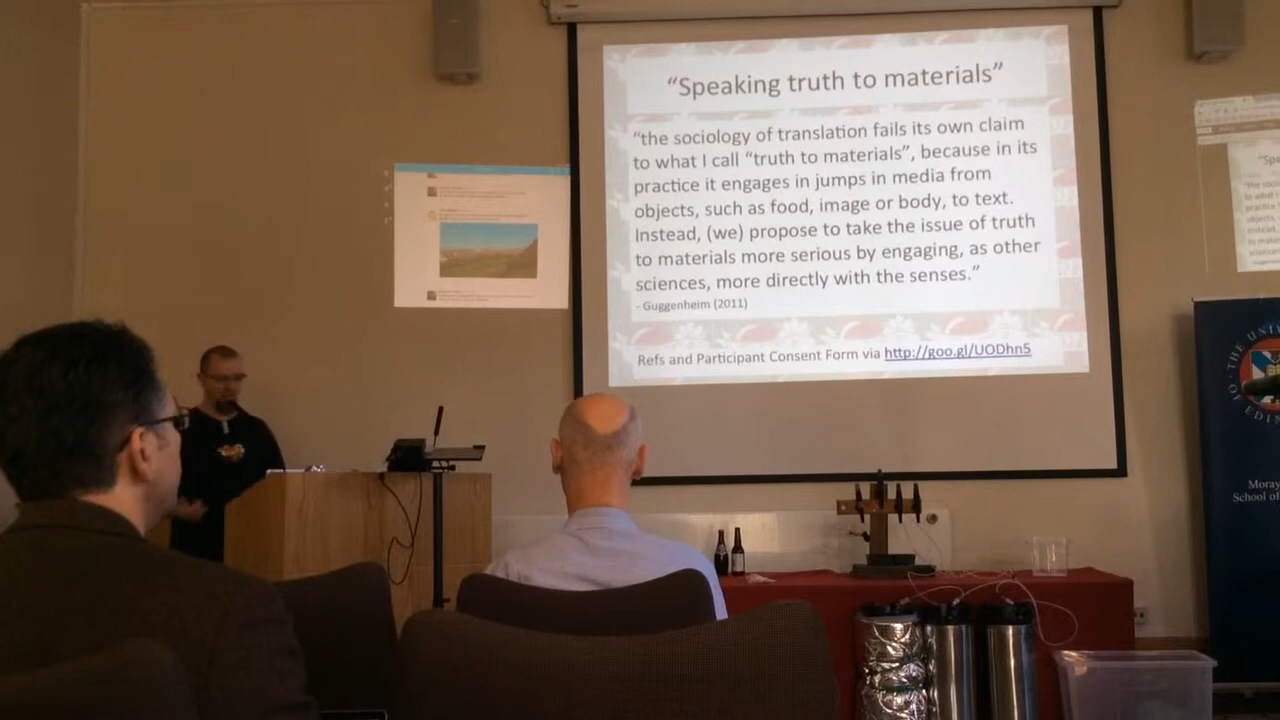 “Speaking truth to materials”
“the sociology of translation fails its own claim
to what I call “truth to materials”, because in its
practice it engages in jumps in media from
objects, such as food, image or body, to text.
Instead, (we) propose to take the issue of truth
to materials more serious by engaging, as other
sciences, more directly with the senses.”
- Guggenheim (2011)
Refs and Participant Consent Form via http://goo.gl/UODhn5
Moray
School of